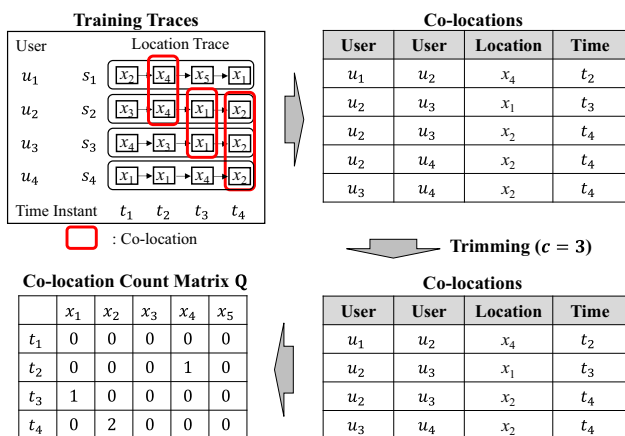 Training Traces
User Location Trace
u₁ s₁ x₂ x₄ x₅ x₁
u₂ s₂ x₃ x₄ x₁ x₂
u₃ s₃ x₄ x₃ x₁ x₂
u₄ s₄ x₁ x₁ x₄ x₂
Time Instant t₁ t₂ t₃ t₄
: Co-location
Co-locations
User User Location Time
u₁ u₂ x₄ t₂
u₂ u₃ x₁ t₃
u₂ u₃ x₂ t₄
u₂ u₄ x₂ t₄
u₃ u₄ x₂ t₄
Trimming (c = 3)
Co-locations
User User Location Time
u₁ u₂ x₄ t₂
u₂ u₃ x₁ t₃
u₂ u₃ x₂ t₄
u₃ u₄ x₂ t₄
Co-location Count Matrix Q
x₁ x₂ x₃ x₄ x₅
t₁ 0 0 0 0 0
t₂ 0 0 0 1 0
t₃ 1 0 0 0 0
t₄ 0 2 0 0 0